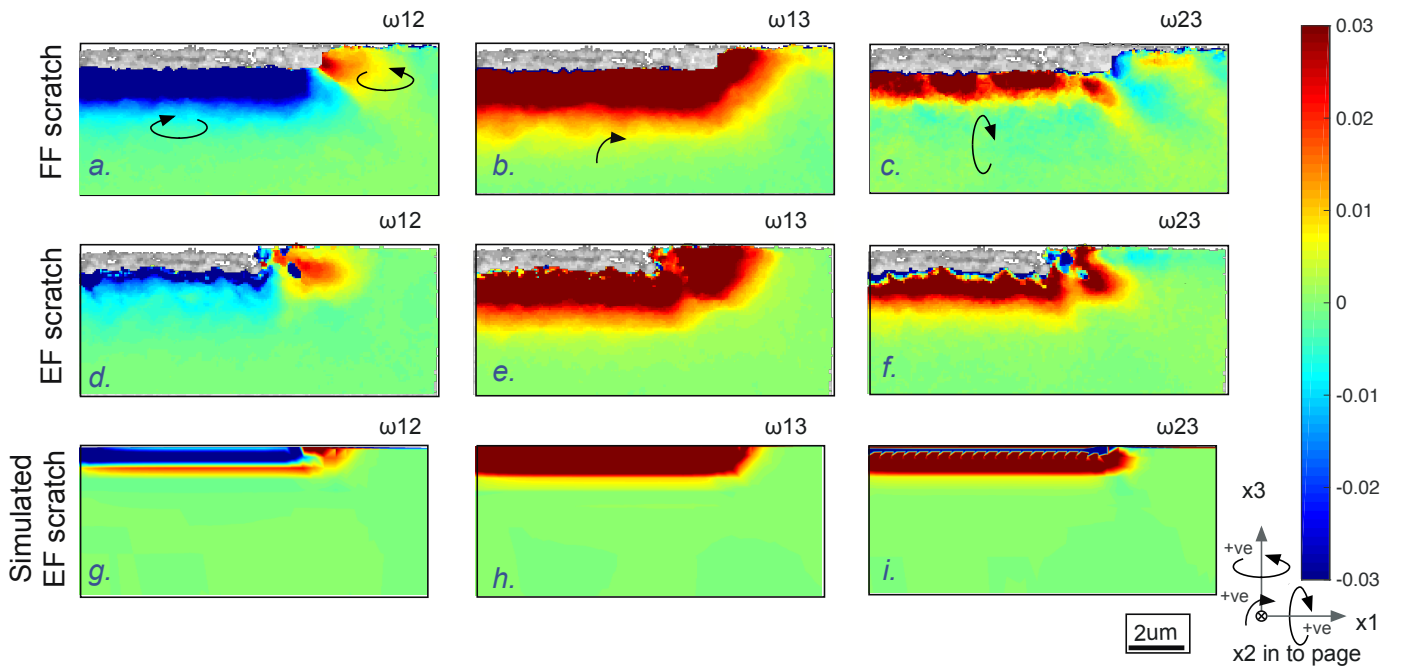 ω12
ω13
ω23
0.03
FF scratch
a.
b.
c.
0.02
0.01
ω12
ω13
ω23
0
EF scratch
d.
e.
f.
-0.01
ω12
ω13
ω23
-0.02
Simulated
EF scratch
g.
h.
i.
-0.03
x3
+ve
+ve
+ve
x1
2um
x2 in to page